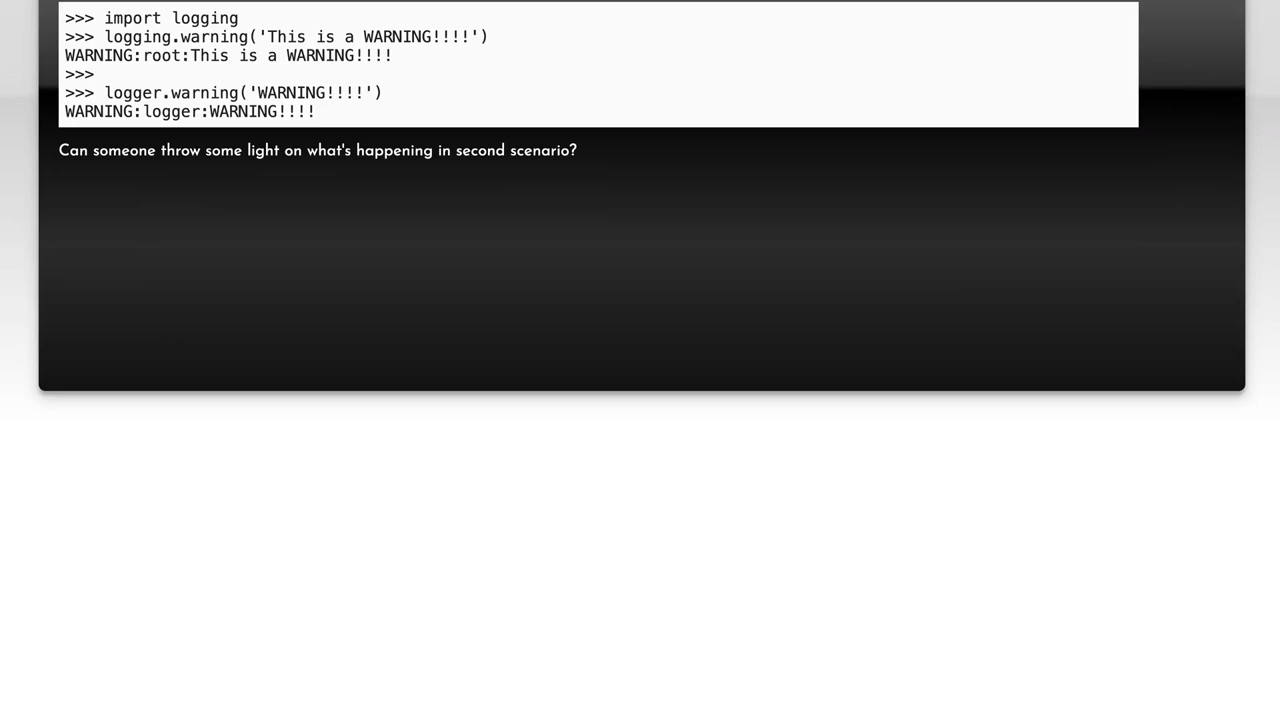 >>> import logging
>>> logging.warning('This is a WARNING!!!!')
WARNING:root:This is a WARNING!!!!
>>>
>>> logger.warning('WARNING!!!!')
WARNING:logger:WARNING!!!!
Can someone throw some light on what's happening in second scenario?